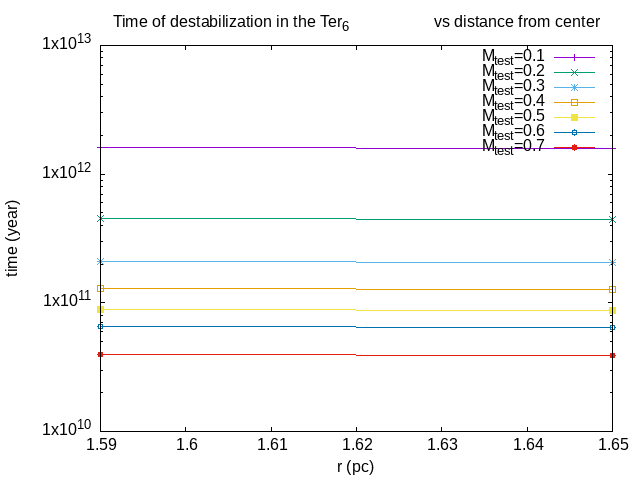 Time of destabilization in the Ter6 vs distance from center
1x10^13
1x10^12
1x10^11
1x10^10
time (year)
Mtest=0.1
Mtest=0.2
Mtest=0.3
Mtest=0.4
Mtest=0.5
Mtest=0.6
Mtest=0.7
1.59 1.6 1.61 1.62 1.63 1.64 1.65
r (pc)